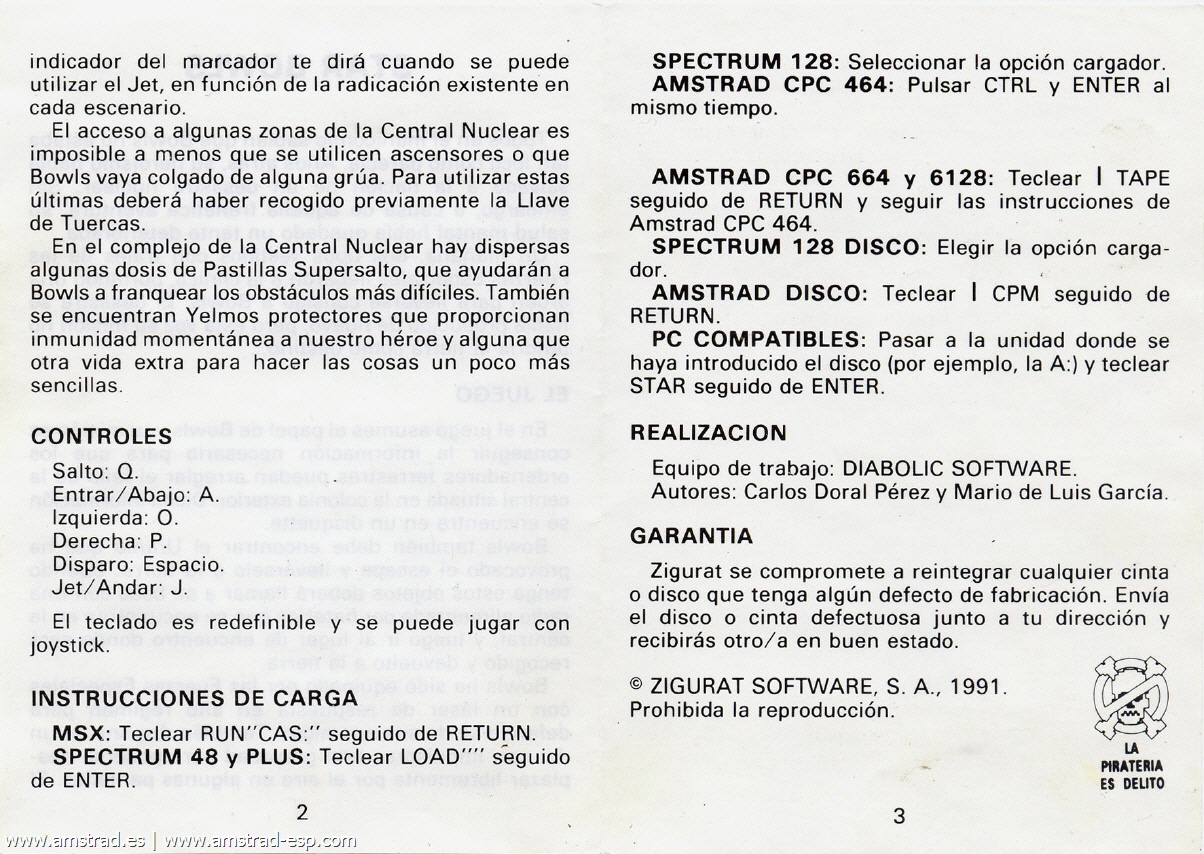 indicador del marcador te dirá cuando se puede
utilizar el Jet, en función de la radicación existente en
cada escenario.
El acceso a algunas zonas de la Central Nuclear es
imposible a menos que se utilicen ascensores o que
Bowls vaya colgado de alguna grúa. Para utilizar estas
últimas deberá haber recogido previamente la Llave
de Tuercas.
En el complejo de la Central Nuclear hay dispersas
algunas dosis de Pastillas Supersalto, que ayudarán a
Bowls a franquear los obstáculos más difíciles. También
se encuentran Yelmos protectores que proporcionan
inmunidad momentánea a nuestro héroe y alguna que
otra vida extra para hacer las cosas un poco más
sencillas.
CONTROLES
Salto: Q.
Entrar/Abajo: A.
Izquierda: O.
Derecha: P.
Disparo: Espacio.
Jet/Andar: J.
El teclado es redefinible y se puede jugar con
joystick.
INSTRUCCIONES DE CARGA
MSX: Teclear RUN"CAS: seguido de RETURN.
SPECTRUM 48 y PLUS: Teclear LOAD"" seguido
de ENTER.
2
SPECTRUM 128: Seleccionar la opción cargador.
AMSTRAD CPC 464: Pulsar CTRL y ENTER al
mismo tiempo.
AMSTRAD CPC 664 y 6128: Teclear | TAPE
seguido de RETURN y seguir las instrucciones de
Amstrad CPC 464.
SPECTRUM 128 DISCO: Elegir la opción carga-
dor.
AMSTRAD DISCO: Teclear | CPM seguido de
RETURN.
PC COMPATIBLES: Pasar a la unidad donde se
haya introducido el disco (por ejemplo, la A:) y teclear
STAR seguido de ENTER.
REALIZACION
Equipo de trabajo: DIABOLIC SOFTWARE.
Autores: Carlos Doral Pérez y Mario de Luis García.
GARANTIA
Zigurat se compromete a reintegrar cualquier cinta
o disco que tenga algún defecto de fabricación. Envía
el disco o cinta defectuosa junto a tu dirección y
recibirás otro/a en buen estado.
© ZIGURAT SOFTWARE, S. A., 1991.
Prohibida la reproducción.
LA
PIRATERIA
ES DELITO
3
www.amstrad.es | www.amstrad-esp.com